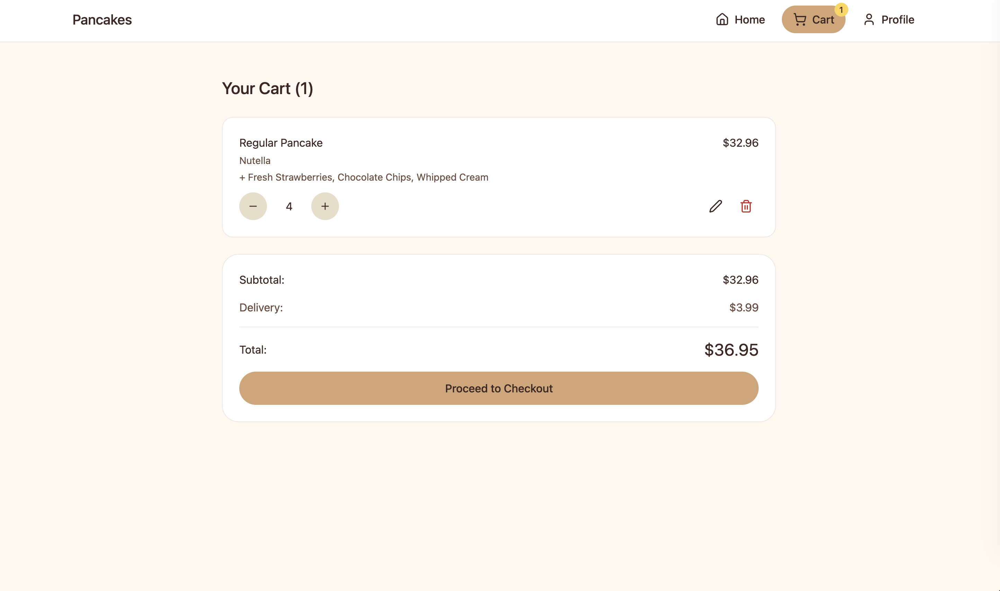 Pancakes
Home
Cart
1
Profile
Your Cart (1)
Regular Pancake
$32.96
Nutella
+ Fresh Strawberries, Chocolate Chips, Whipped Cream
4
Subtotal:
$32.96
Delivery:
$3.99
Total:
$36.95
Proceed to Checkout